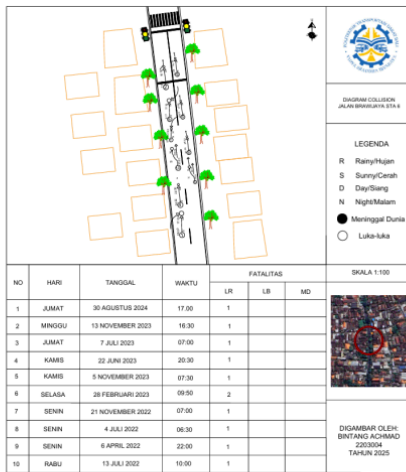 DIAGRAM COLLISION
JALAN BRAWIJAYA STA 6
LEGENDA
R Rainy/Hujan
S Sunny/Cerah
D Day/Siang
N Night/Malam
Meninggal Dunia
Luka-luka
SKALA 1:100
NO HARI TANGGAL WAKTU FATALITAS
LR LB MD
1 JUMAT 30 AGUSTUS 2024 17.00 1
2 MINGGU 13 NOVEMBER 2023 16:30 1
3 JUMAT 7 JULI 2023 07:00 1
4 KAMIS 22 JUNI 2023 20:30 1
5 KAMIS 5 NOVEMBER 2023 07:30 1
6 SELASA 28 FEBRUARI 2023 09:50 2
7 SENIN 21 NOVEMBER 2022 07:00 1
8 SENIN 4 JULI 2022 06:30 1
9 SENIN 6 APRIL 2022 22:00 1
10 RABU 13 JULI 2022 10:00 1
DIGAMBAR OLEH:
BINTANG ACHMAD
2203004
TAHUN 2025